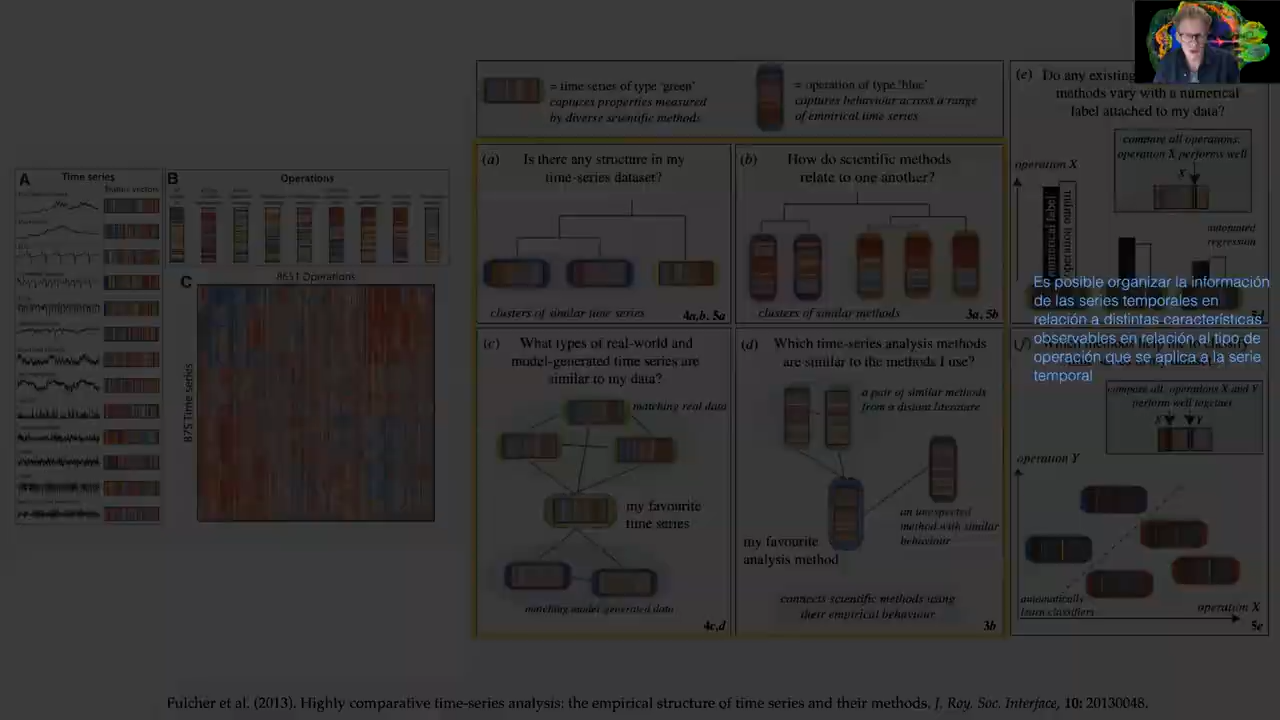 A Time series
feature vectors
B Operations
C 8651 Operations
875 Time series
= time series of type 'green'
captures properties measured
by diverse scientific methods
= operation of type 'blue'
captures behaviour across a range
of empirical time series
(a) Is there any structure in my
time-series dataset?
clusters of similar time series
4a,b, 5a
(b) How do scientific methods
relate to one another?
clusters of similar methods
3a, 5b
(c) What types of real-world and
model-generated time series are
similar to my data?
matching real data
my favourite
time series
matching model-generated data
4c,d
(d) Which time-series analysis methods
are similar to the methods I use?
a pair of similar methods
from a distant literature
an unexpected
method with similar
behaviour
my favourite
analysis method
connects scientific methods using
their empirical behaviour
3b
(e) Do any existing
methods vary with a numerical
label attached to my data?
compare all operations:
operation X performs well
X
operation X
automated
regression
numerical label
Es posible organizar la información
de las series temporales en
relación a distintas características
observables en relación al tipo de
operación que se aplica a la serie
temporal
(f)
compare all, operations X and Y
perform well together
X Y
operation Y
automatically
learn classifiers
operation X
5e
Fulcher et al. (2013). Highly comparative time-series analysis: the empirical structure of time series and their methods. J. Roy. Soc. Interface, 10: 20130048.